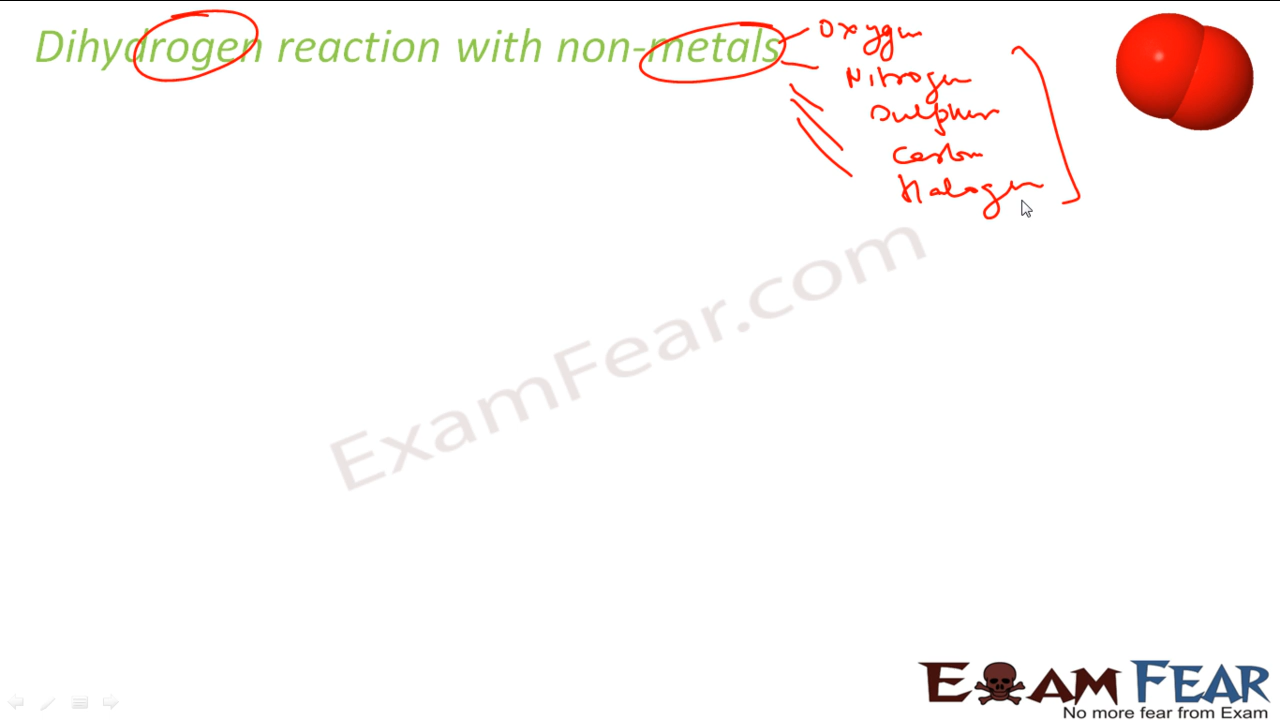 Dihydrogen reaction with non-metals
Oxygen
Nitrogen
Sulphur
Carbon
Halogen
ExamFear.com
EXAM FEAR
No more fear from Exam